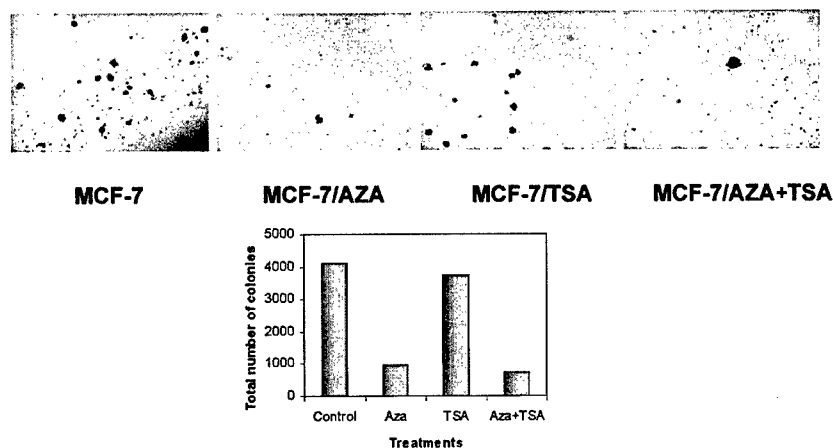 MCF-7 MCF-7/AZA MCF-7/TSA MCF-7/AZA+TSA
5000
4000
3000
2000
1000
0
Total number of colonies
Control Aza TSA Aza+TSA
Treatments